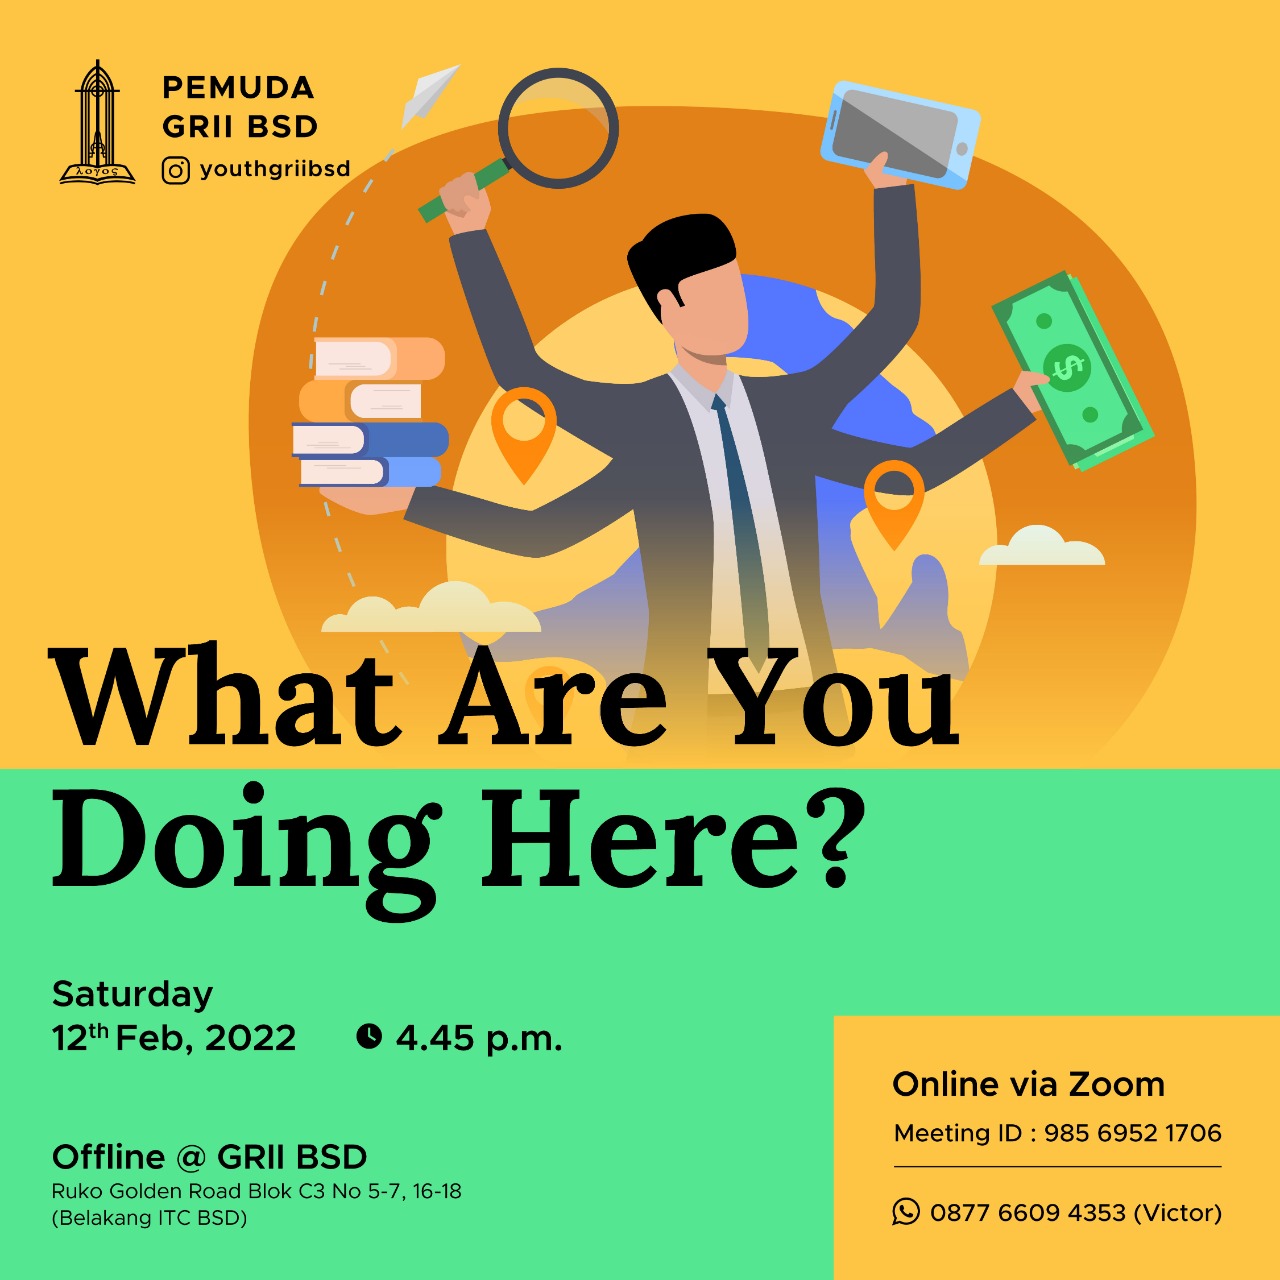 PEMUDA
GRII BSD
youthgriibsd
λογος
$
What Are You
Doing Here?
Saturday
12th Feb, 2022
4.45 p.m.
Offline @ GRII BSD
Ruko Golden Road Blok C3 No 5-7, 16-18
(Belakang ITC BSD)
Online via Zoom
Meeting ID : 985 6952 1706
0877 6609 4353 (Victor)